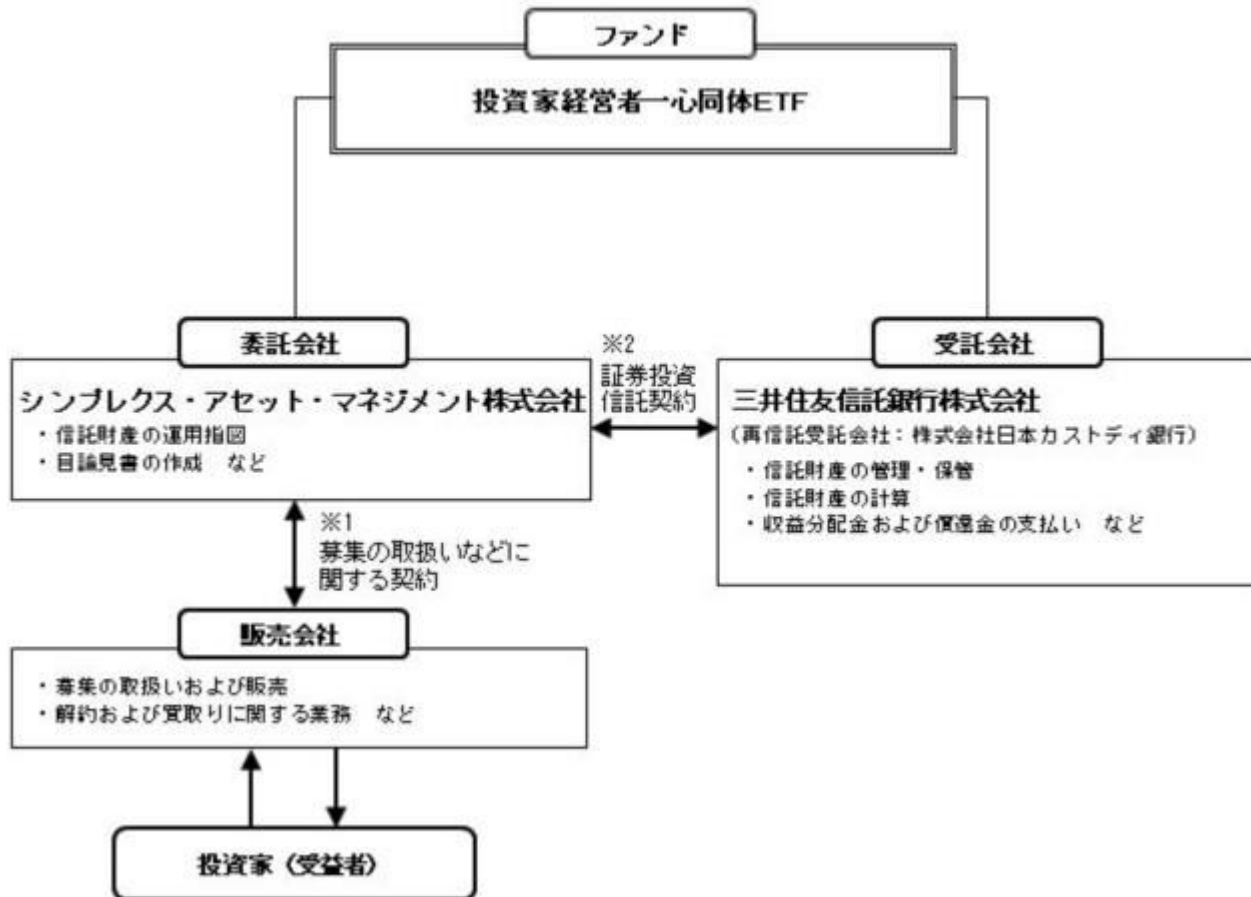 ファンド
投資家経営者一心同体ETF
委託会社
シンプレクス・アセット・マネジメント株式会社
・信託財産の運用指図
・目論見書の作成 など
※2
証券投資
信託契約
受託会社
三井住友信託銀行株式会社
(再信託受託会社:株式会社日本カストディ銀行)
・信託財産の管理・保管
・信託財産の計算
・収益分配金および償還金の支払い など
※1
募集の取扱いなどに
関する契約
販売会社
・募集の取扱いおよび販売
・解約および買取りに関する業務 など
投資家(受益者)